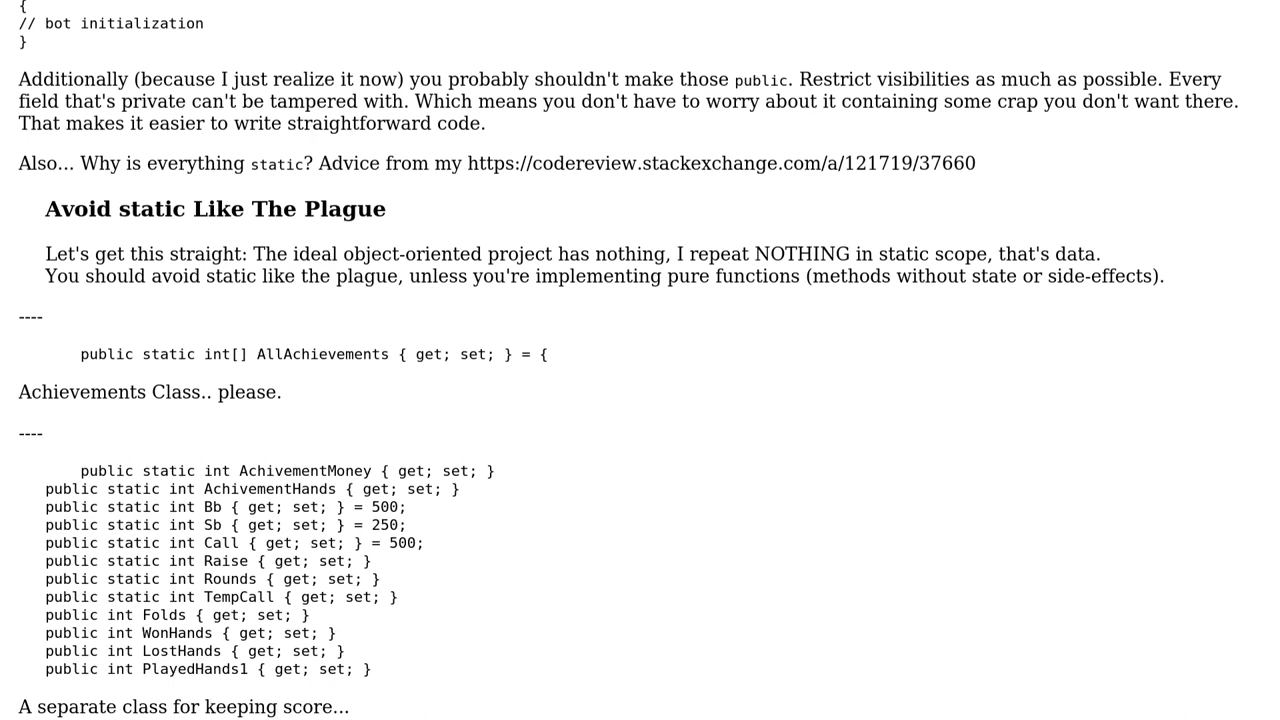 {
// bot initialization
}
Additionally (because I just realize it now) you probably shouldn't make those public. Restrict visibilities as much as possible. Every
field that's private can't be tampered with. Which means you don't have to worry about it containing some crap you don't want there.
That makes it easier to write straightforward code.
Also... Why is everything static? Advice from my https://codereview.stackexchange.com/a/121719/37660
Avoid static Like The Plague
Let's get this straight: The ideal object-oriented project has nothing, I repeat NOTHING in static scope, that's data.
You should avoid static like the plague, unless you're implementing pure functions (methods without state or side-effects).
----
public static int[] AllAchievements { get; set; } = {
Achievements Class.. please.
----
public static int AchivementMoney { get; set; }
public static int AchivementHands { get; set; }
public static int Bb { get; set; } = 500;
public static int Sb { get; set; } = 250;
public static int Call { get; set; } = 500;
public static int Raise { get; set; }
public static int Rounds { get; set; }
public static int TempCall { get; set; }
public int Folds { get; set; }
public int WonHands { get; set; }
public int LostHands { get; set; }
public int PlayedHands1 { get; set; }
A separate class for keeping score...